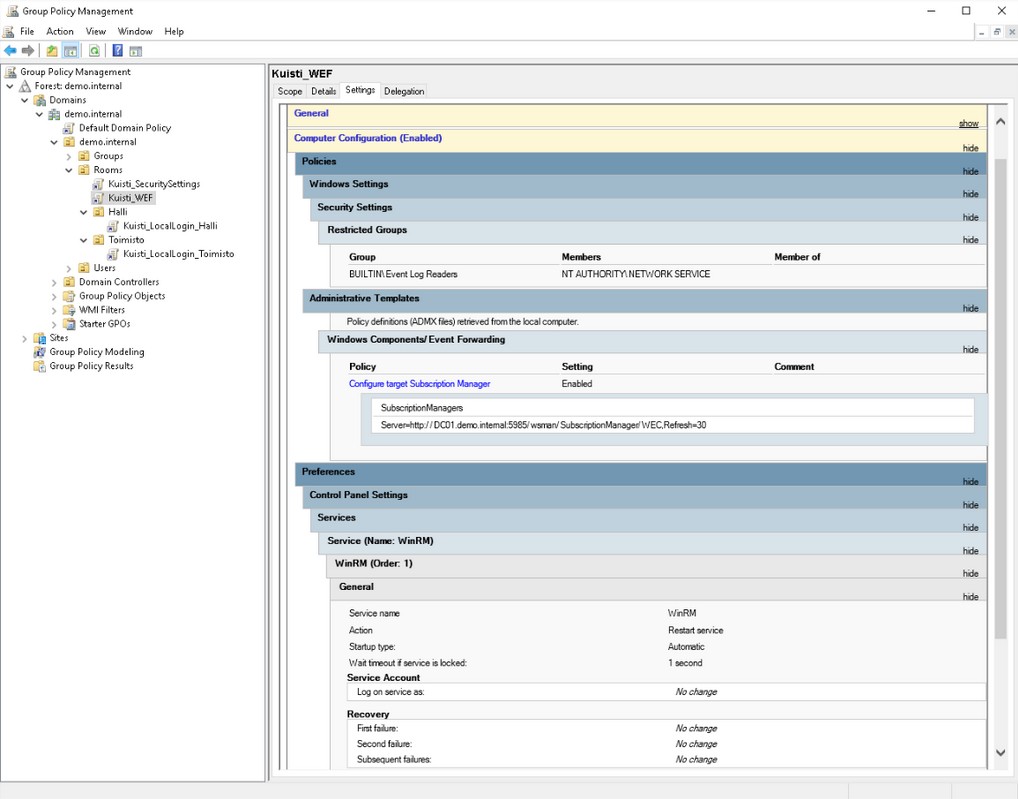 Group Policy Management
File Action View Window Help
Group Policy Management
Forest: demo.internal
Domains
demo.internal
Default Domain Policy
demo.internal
Groups
Rooms
Kuisti_SecuritySettings
Kuisti_WEF
Halli
Kuisti_LocalLogin_Halli
Toimisto
Kuisti_LocalLogin_Toimisto
Users
Domain Controllers
Group Policy Objects
WMI Filters
Starter GPOs
Sites
Group Policy Modeling
Group Policy Results
Kuisti_WEF
Scope Details Settings Delegation
General show
Computer Configuration (Enabled) hide
Policies hide
Windows Settings hide
Security Settings hide
Restricted Groups hide
Group Members Member of
BUILTIN\Event Log Readers NT AUTHORITY\NETWORK SERVICE
Administrative Templates hide
Policy definitions (ADMX files) retrieved from the local computer.
Windows Components/Event Forwarding hide
Policy Setting Comment
Configure target Subscription Manager Enabled
SubscriptionManagers
Server=http://DC01.demo.internal:5985/wsman/SubscriptionManager/WEC,Refresh=30
Preferences hide
Control Panel Settings hide
Services hide
Service (Name: WinRM) hide
WinRM (Order: 1) hide
General hide
Service name WinRM
Action Restart service
Startup type: Automatic
Wait timeout if service is locked: 1 second
Service Account
Log on service as: No change
Recovery
First failure: No change
Second failure: No change
Subsequent failures: No change